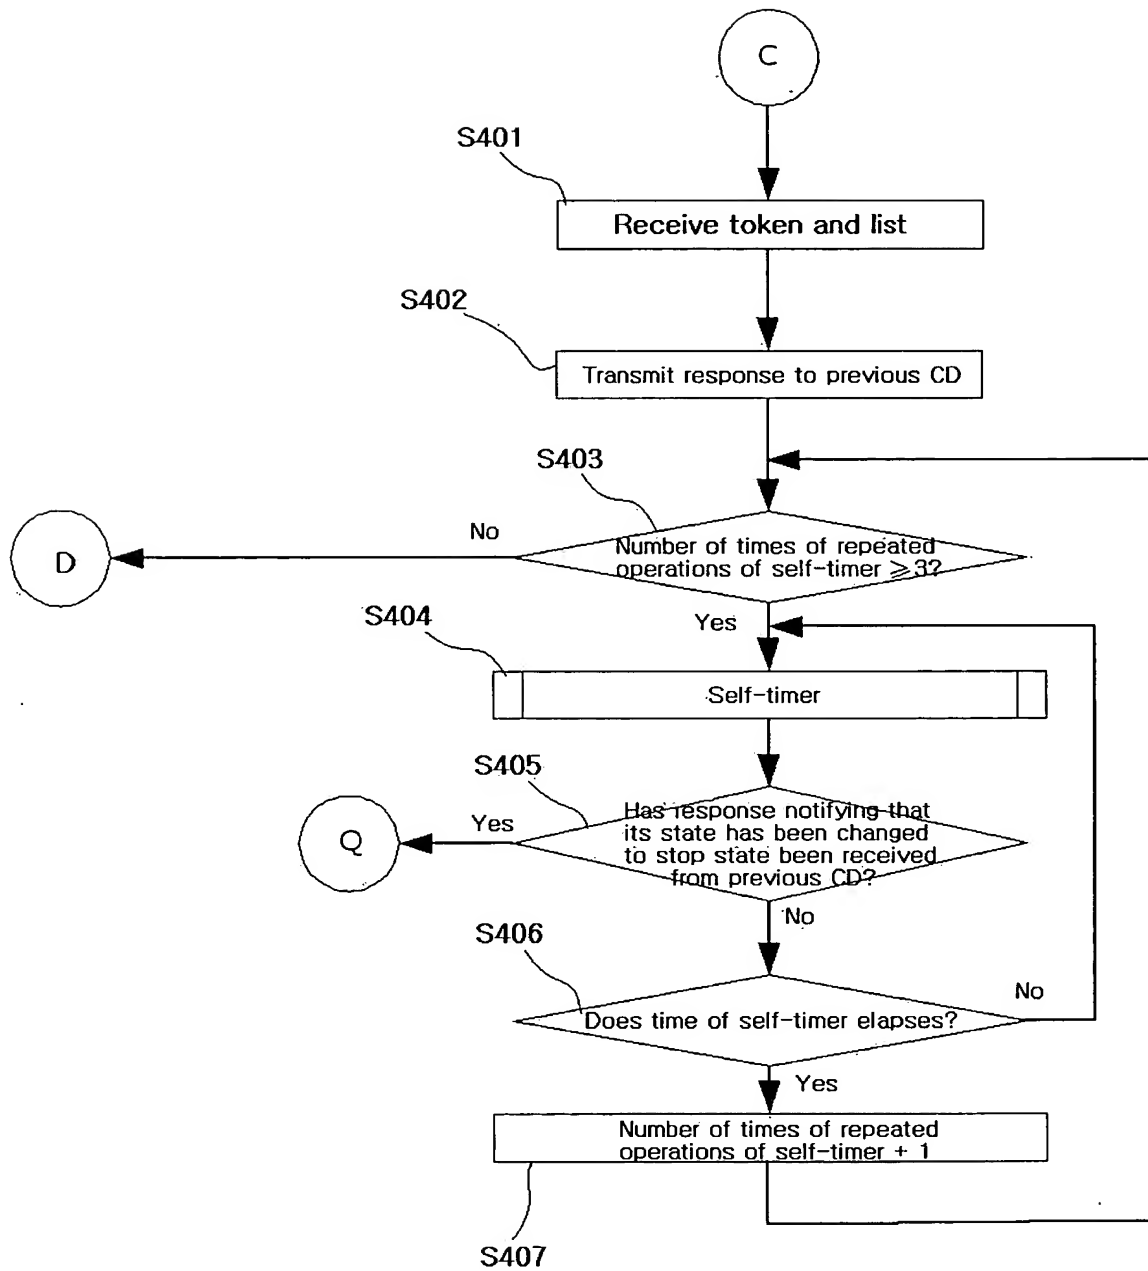 C
S401
Receive token and list
S402
Transmit response to previous CD
S403
No
Number of times of repeated
operations of self-timer ⩾3?
D
Yes
S404
Self-timer
S405
Has response notifying that
its state has been changed
to stop state been received
from previous CD?
Yes
Q
No
S406
No
Does time of self-timer elapses?
Yes
Number of times of repeated
operations of self-timer + 1
S407